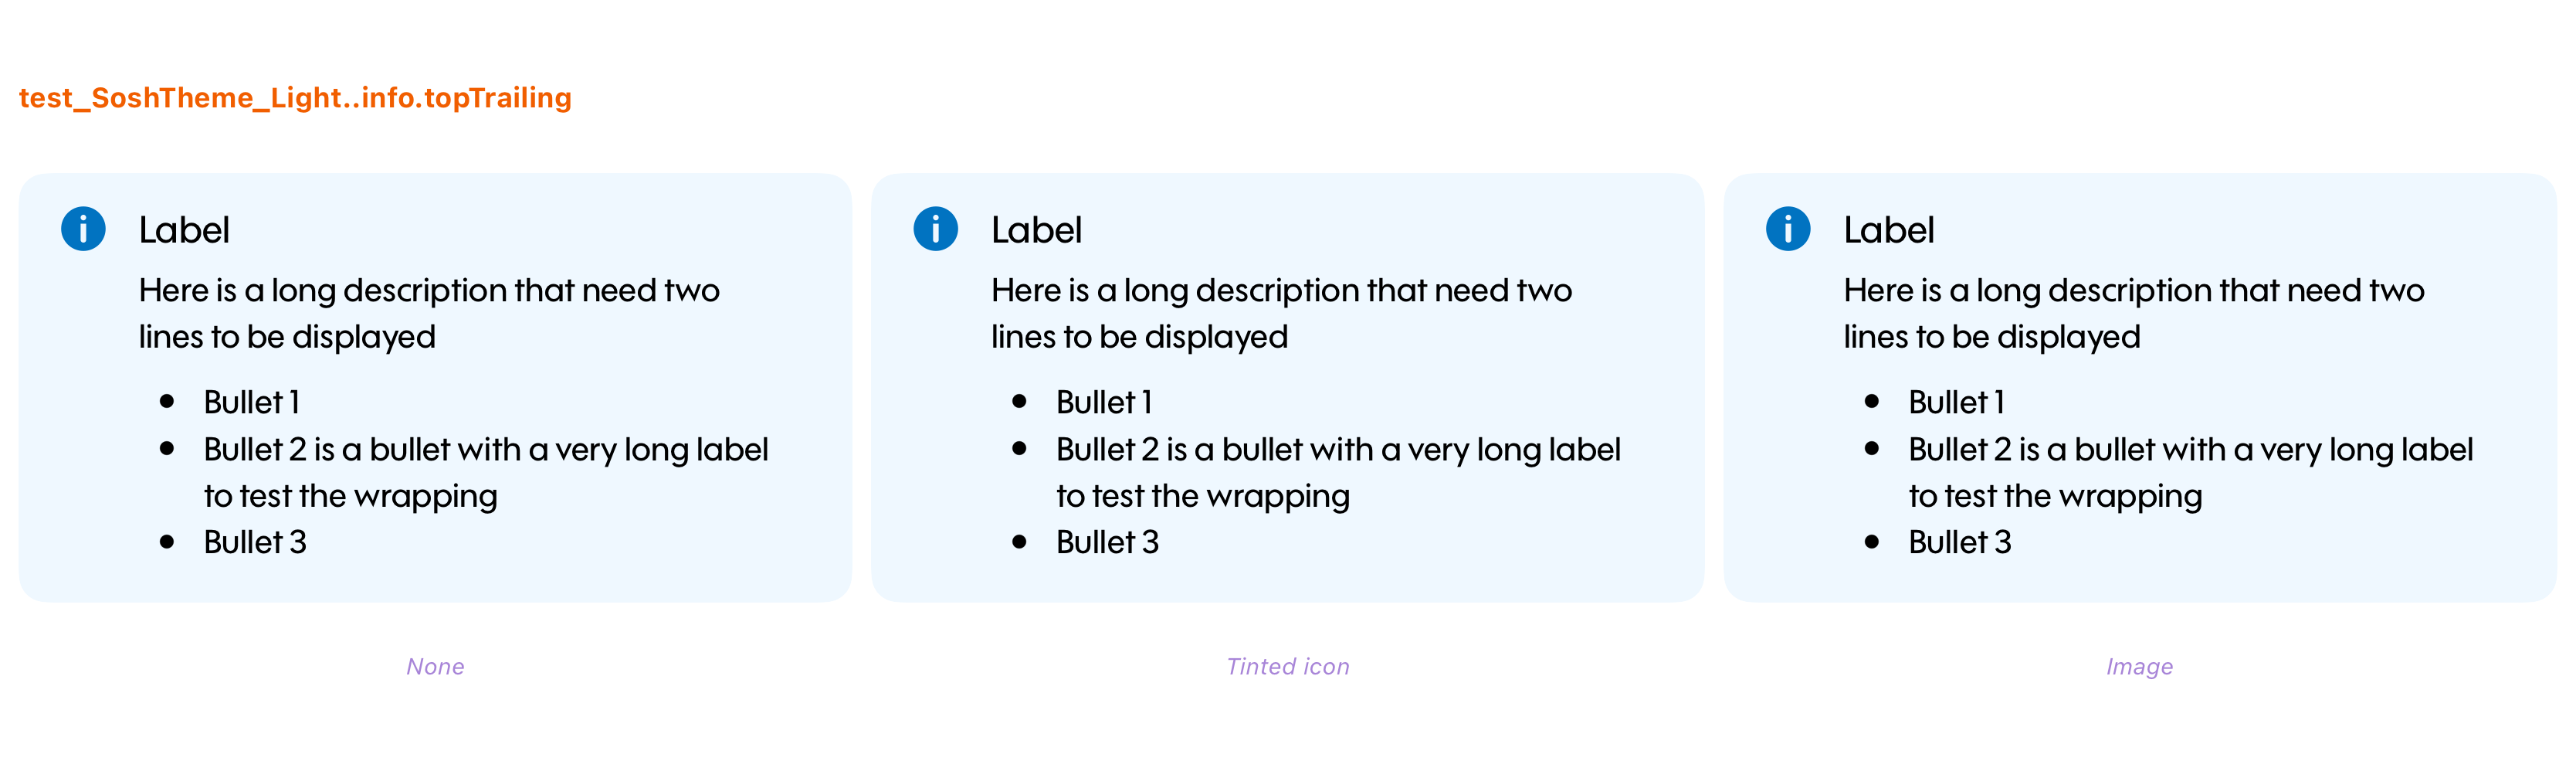 test_SoshTheme_Light..info.topTrailing
Label
Here is a long description that need two
lines to be displayed
• Bullet 1
• Bullet 2 is a bullet with a very long label
to test the wrapping
• Bullet 3
None
Label
Here is a long description that need two
lines to be displayed
• Bullet 1
• Bullet 2 is a bullet with a very long label
to test the wrapping
• Bullet 3
Tinted icon
Label
Here is a long description that need two
lines to be displayed
• Bullet 1
• Bullet 2 is a bullet with a very long label
to test the wrapping
• Bullet 3
Image